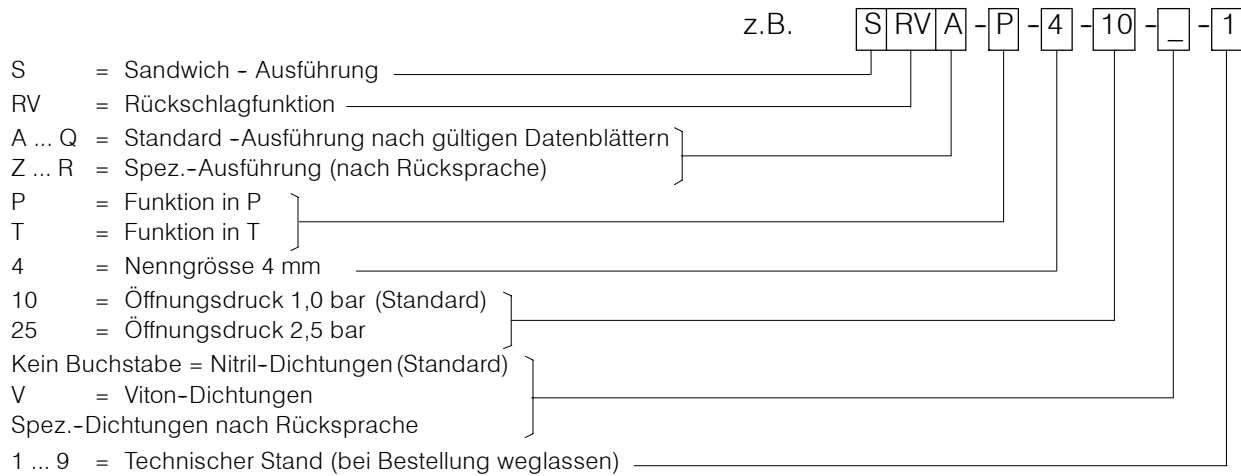 z.B. S RV A - P - 4 - 10 - _ - 1
S = Sandwich - Ausführung
RV = Rückschlagfunktion
A ... Q = Standard -Ausführung nach gültigen Datenblättern
Z ... R = Spez.-Ausführung (nach Rücksprache)
P = Funktion in P
T = Funktion in T
4 = Nenngrösse 4 mm
10 = Öffnungsdruck 1,0 bar (Standard)
25 = Öffnungsdruck 2,5 bar
Kein Buchstabe = Nitril-Dichtungen (Standard)
V = Viton-Dichtungen
Spez.-Dichtungen nach Rücksprache
1 ... 9 = Technischer Stand (bei Bestellung weglassen)